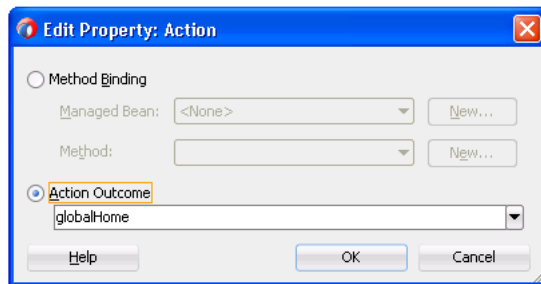 Edit Property: Action
Method Binding
Managed Bean: <None> New...
Method: New...
Action Outcome
globalHome
Help OK Cancel